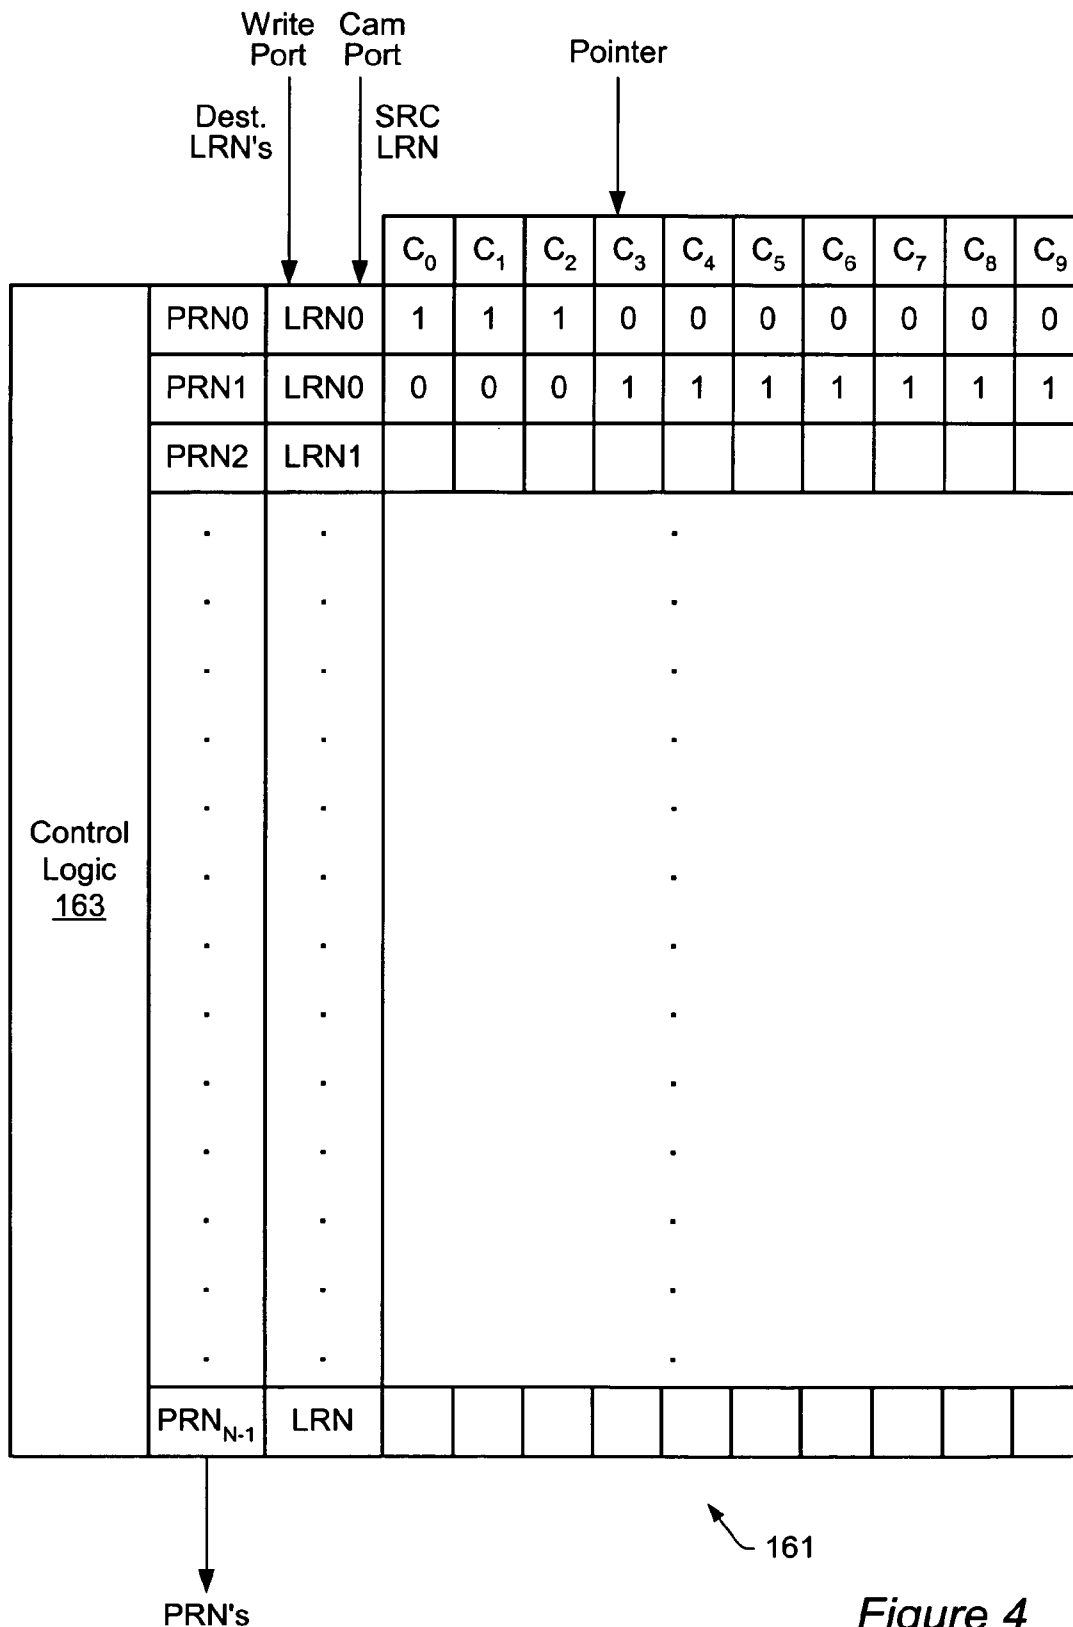 Write Cam
Port Port
Pointer
Dest. SRC
LRN's LRN
C₀ C₁ C₂ C₃ C₄ C₅ C₆ C₇ C₈ C₉
PRN0 LRN0 1 1 1 0 0 0 0 0 0 0
PRN1 LRN0 0 0 0 1 1 1 1 1 1 1
PRN2 LRN1
Control
Logic
163
PRN_N-1 LRN
161
PRN's
Figure 4